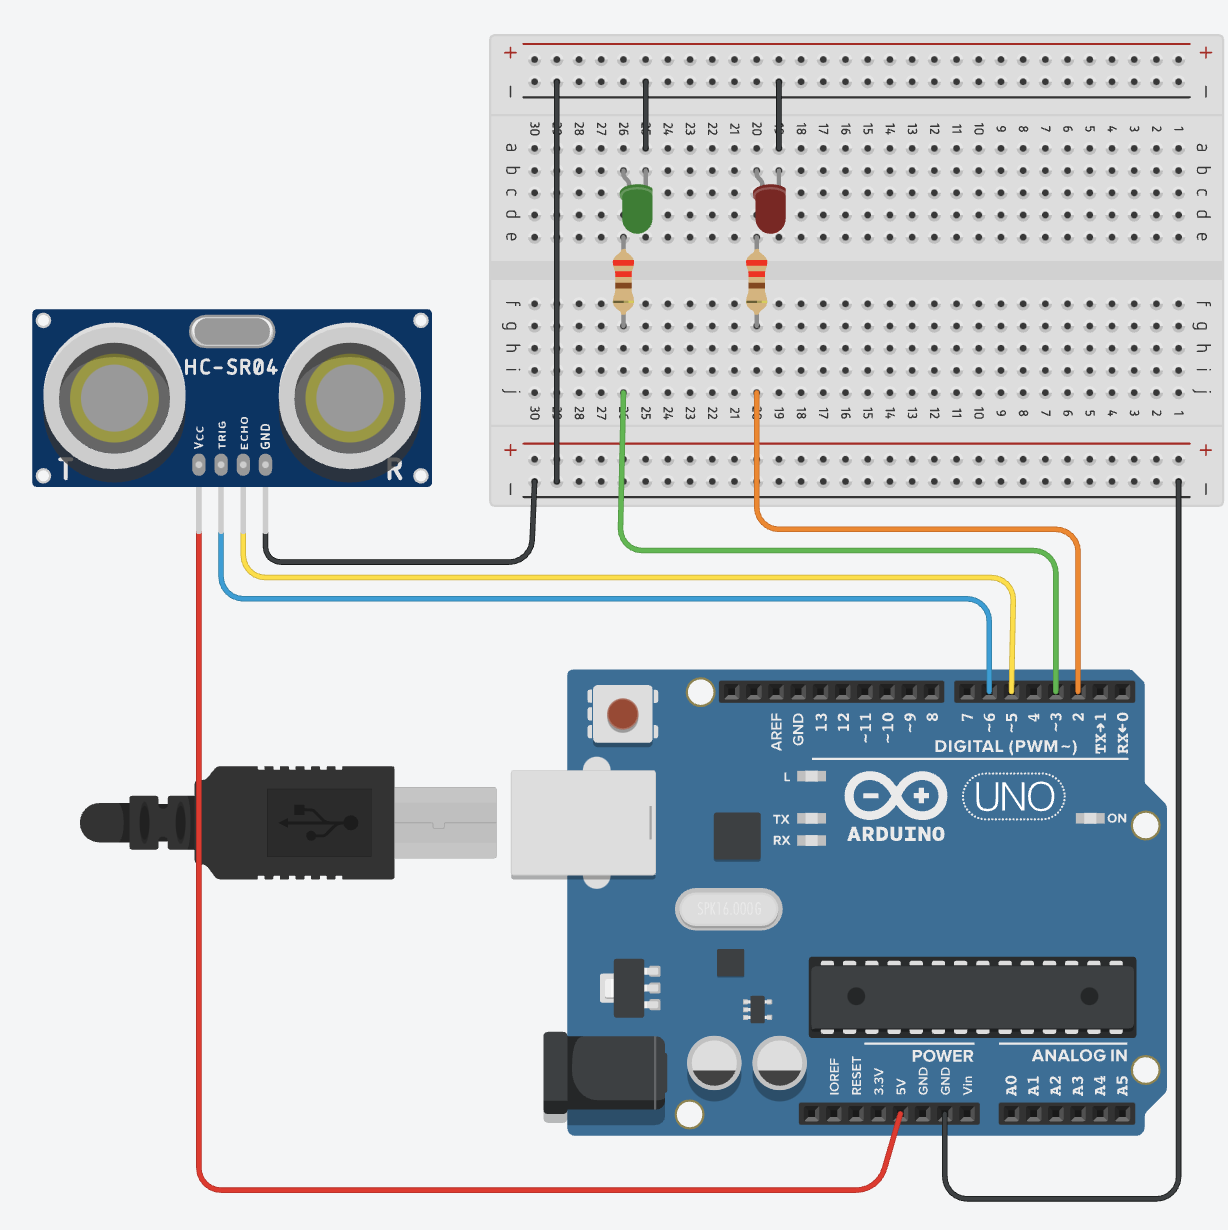 + +
– –
30 29 28 27 26 25 24 23 22 21 20 19 18 17 16 15 14 13 12 11 10 9 8 7 6 5 4 3 2 1
a a
b b
c c
d d
e e
f f
g g
h h
i i
j j
30 29 28 27 26 25 24 23 22 21 20 19 18 17 16 15 14 13 12 11 10 9 8 7 6 5 4 3 2 1
+ +
– –
HC-SR04
Vcc TRIG ECHO GND
T R
AREF GND 13 12 ~11 ~10 ~9 8 7 ~6 ~5 4 ~3 2 TX→1 RX←0
DIGITAL (PWM~)
L
TX
RX
UNO
ON
ARDUINO
SPK16.000G
POWER ANALOG IN
IOREF RESET 3.3V 5V GND GND Vin A0 A1 A2 A3 A4 A5